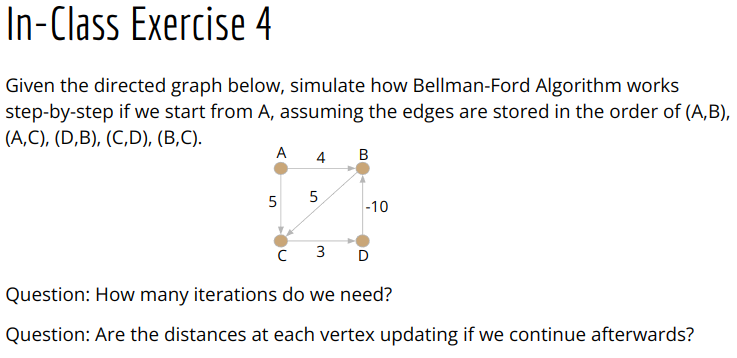 In-Class Exercise 4
Given the directed graph below, simulate how Bellman-Ford Algorithm works
step-by-step if we start from A, assuming the edges are stored in the order of (A,B),
(A,C), (D,B), (C,D), (B,C).
A 4 B
5 5 -10
C 3 D
Question: How many iterations do we need?
Question: Are the distances at each vertex updating if we continue afterwards?